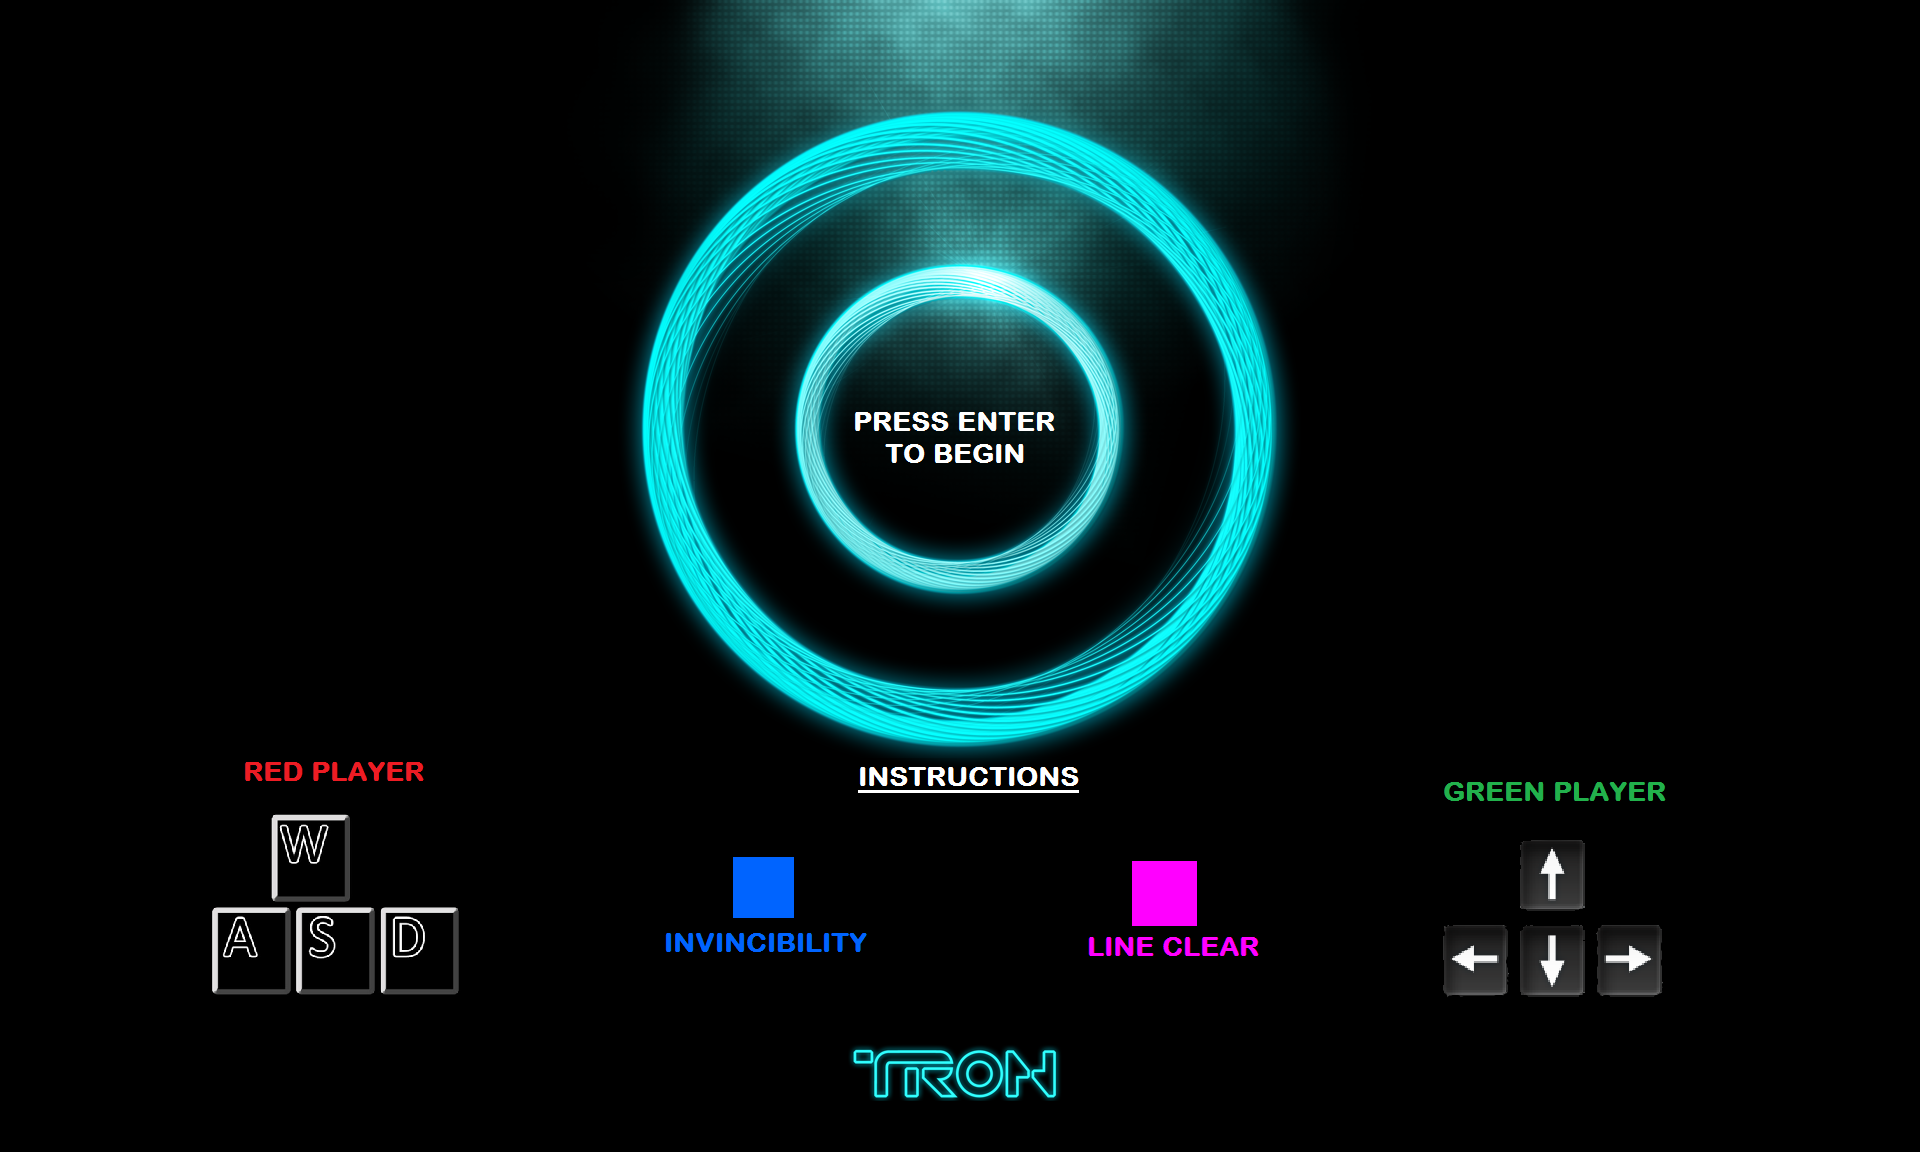 PRESS ENTER
TO BEGIN
INSTRUCTIONS
RED PLAYER
W
A S D
INVINCIBILITY
LINE CLEAR
GREEN PLAYER
TRON